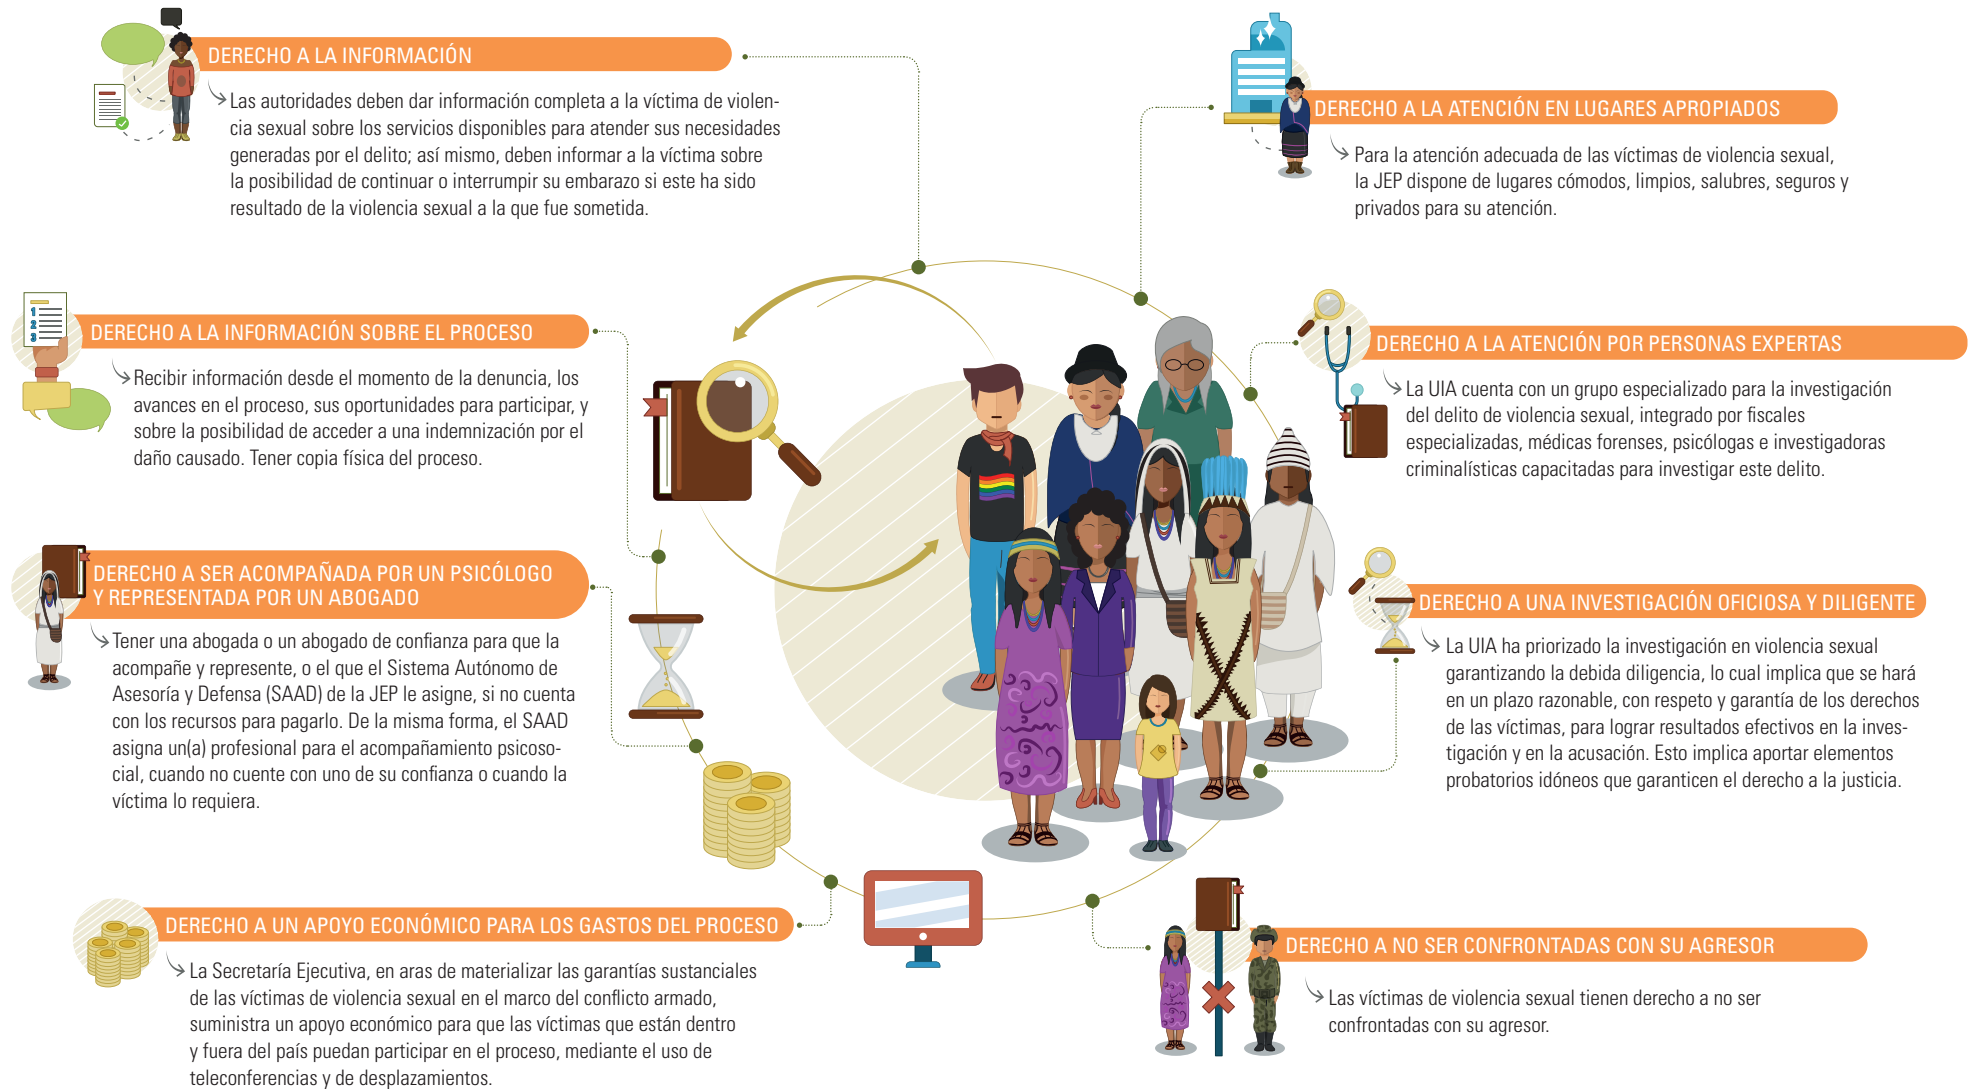 DERECHO A LA INFORMACIÓN
Las autoridades deben dar información completa a la víctima de violen-
cia sexual sobre los servicios disponibles para atender sus necesidades
generadas por el delito; así mismo, deben informar a la víctima sobre
la posibilidad de continuar o interrumpir su embarazo si este ha sido
resultado de la violencia sexual a la que fue sometida.
1
2
3
DERECHO A LA INFORMACIÓN SOBRE EL PROCESO
Recibir información desde el momento de la denuncia, los
avances en el proceso, sus oportunidades para participar, y
sobre la posibilidad de acceder a una indemnización por el
daño causado. Tener copia física del proceso.
DERECHO A SER ACOMPAÑADA POR UN PSICÓLOGO
Y REPRESENTADA POR UN ABOGADO
Tener una abogada o un abogado de confianza para que la
acompañe y represente, o el que el Sistema Autónomo de
Asesoría y Defensa (SAAD) de la JEP le asigne, si no cuenta
con los recursos para pagarlo. De la misma forma, el SAAD
asigna un(a) profesional para el acompañamiento psicoso-
cial, cuando no cuente con uno de su confianza o cuando la
víctima lo requiera.
DERECHO A UN APOYO ECONÓMICO PARA LOS GASTOS DEL PROCESO
La Secretaría Ejecutiva, en aras de materializar las garantías sustanciales
de las víctimas de violencia sexual en el marco del conflicto armado,
suministra un apoyo económico para que las víctimas que están dentro
y fuera del país puedan participar en el proceso, mediante el uso de
teleconferencias y de desplazamientos.
DERECHO A LA ATENCIÓN EN LUGARES APROPIADOS
Para la atención adecuada de las víctimas de violencia sexual,
la JEP dispone de lugares cómodos, limpios, salubres, seguros y
privados para su atención.
DERECHO A LA ATENCIÓN POR PERSONAS EXPERTAS
La UIA cuenta con un grupo especializado para la investigación
del delito de violencia sexual, integrado por fiscales
especializadas, médicas forenses, psicólogas e investigadoras
criminalísticas capacitadas para investigar este delito.
DERECHO A UNA INVESTIGACIÓN OFICIOSA Y DILIGENTE
La UIA ha priorizado la investigación en violencia sexual
garantizando la debida diligencia, lo cual implica que se hará
en un plazo razonable, con respeto y garantía de los derechos
de las víctimas, para lograr resultados efectivos en la inves-
tigación y en la acusación. Esto implica aportar elementos
probatorios idóneos que garanticen el derecho a la justicia.
DERECHO A NO SER CONFRONTADAS CON SU AGRESOR
Las víctimas de violencia sexual tienen derecho a no ser
confrontadas con su agresor.